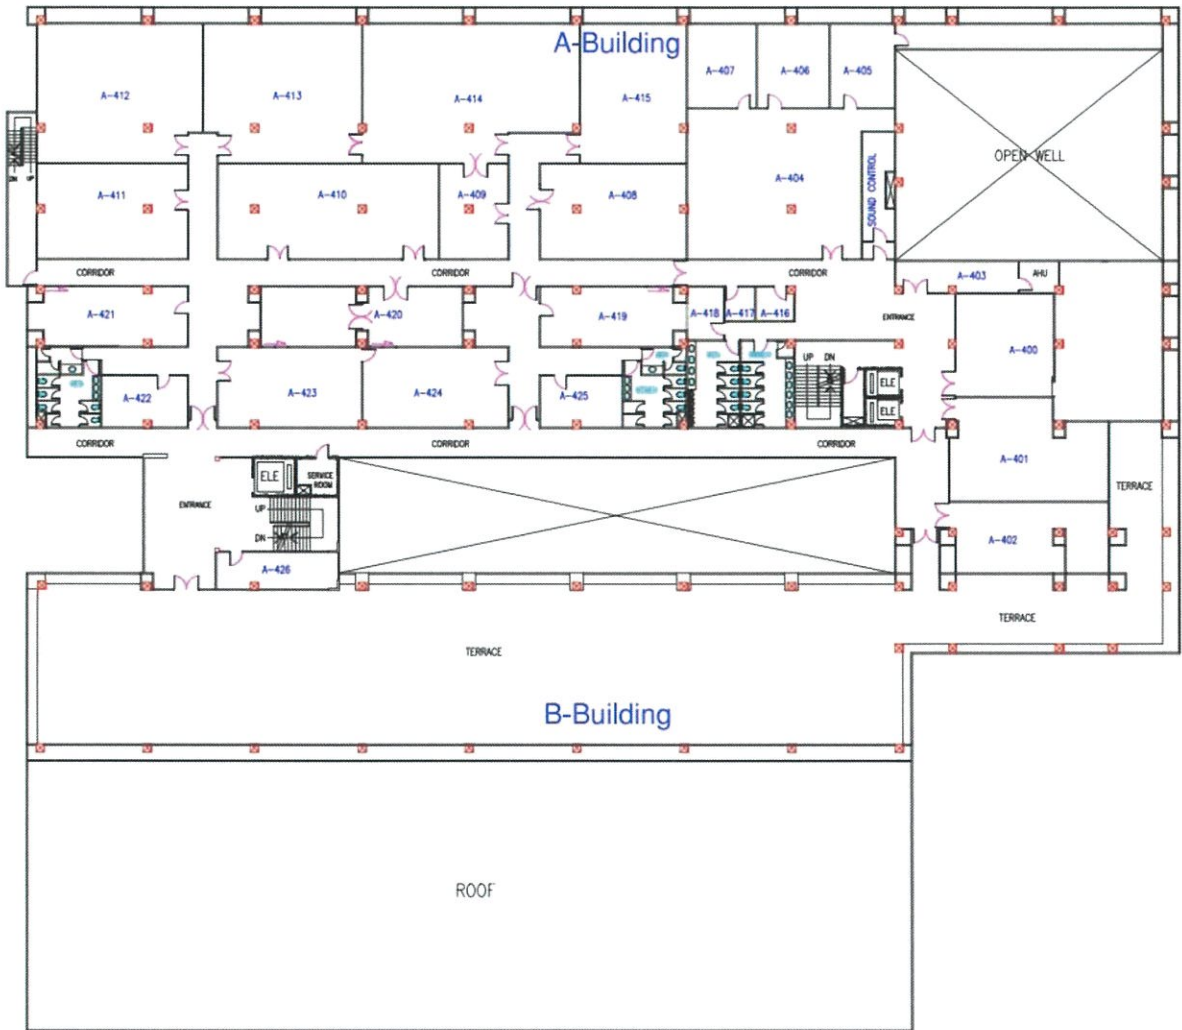 A-Building
A-407
A-406
A-405
A-412
A-413
A-414
A-415
OPEN WELL
A-404
SOUND CONTROL
DN UP
A-411
A-410
A-409
A-408
CORRIDOR
CORRIDOR
CORRIDOR
A-403
AHU
A-421
A-420
A-419
A-418
A-417
A-416
ENTRANCE
A-400
UP DN
ELE
ELE
A-422
A-423
A-424
A-425
CORRIDOR
CORRIDOR
CORRIDOR
A-401
ELE
SERVICE
ROOM
TERRACE
ENTRANCE
UP
DN
A-402
A-426
TERRACE
TERRACE
B-Building
ROOF